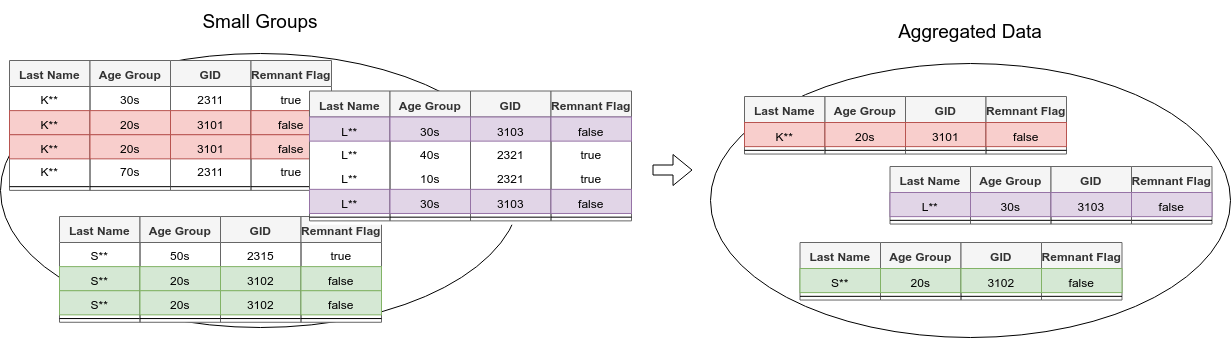 Small Groups
Last Name Age Group GID Remnant Flag
K** 30s 2311 true
K** 20s 3101 false
K** 20s 3101 false
K** 70s 2311 true
Last Name Age Group GID Remnant Flag
L** 30s 3103 false
L** 40s 2321 true
L** 10s 2321 true
L** 30s 3103 false
Last Name Age Group GID Remnant Flag
S** 50s 2315 true
S** 20s 3102 false
S** 20s 3102 false
Aggregated Data
Last Name Age Group GID Remnant Flag
K** 20s 3101 false
Last Name Age Group GID Remnant Flag
L** 30s 3103 false
Last Name Age Group GID Remnant Flag
S** 20s 3102 false